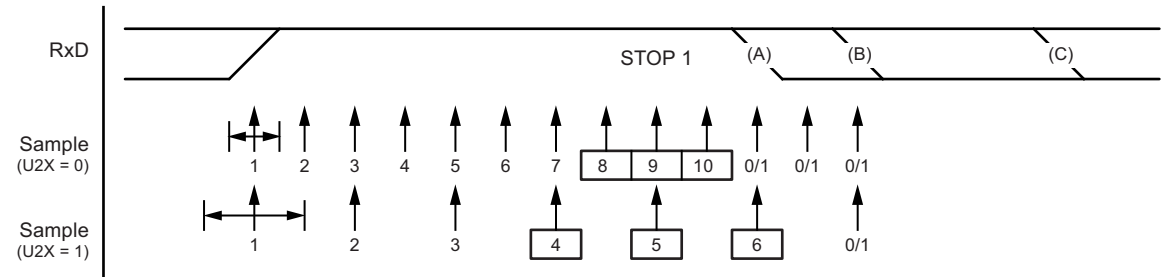 RxD
STOP 1
(A)
(B)
(C)
Sample
(U2X = 0)
1 2 3 4 5 6 7 8 9 10 0/1 0/1 0/1
Sample
(U2X = 1)
1 2 3 4 5 6 0/1